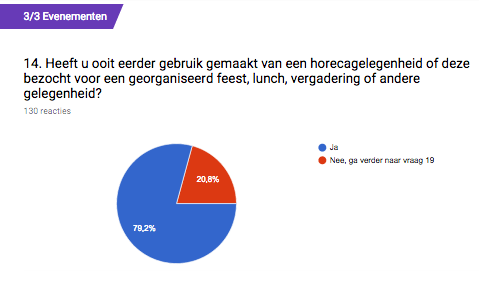 3/3 Evenementen
14. Heeft u ooit eerder gebruik gemaakt van een horecagelegenheid of deze
bezocht voor een georganiseerd feest, lunch, vergadering of andere
gelegenheid?
130 reacties
Ja
Nee, ga verder naar vraag 19
20,8%
79,2%